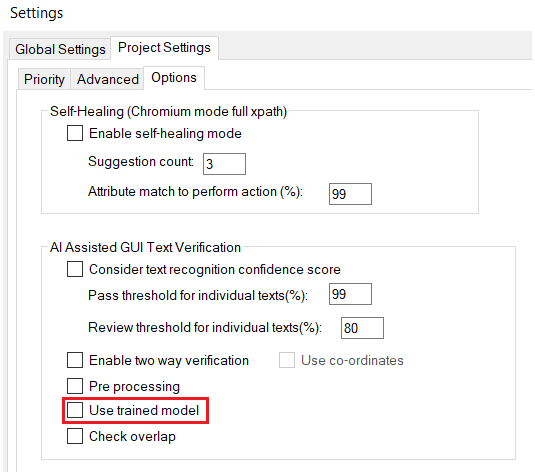 Settings
Global Settings Project Settings
Priority Advanced Options
Self-Healing (Chromium mode full xpath)
Enable self-healing mode
Suggestion count: 3
Attribute match to perform action (%): 99
AI Assisted GUI Text Verification
Consider text recognition confidence score
Pass threshold for individual texts(%): 99
Review threshold for individual texts(%): 80
Enable two way verification Use co-ordinates
Pre processing
Use trained model
Check overlap